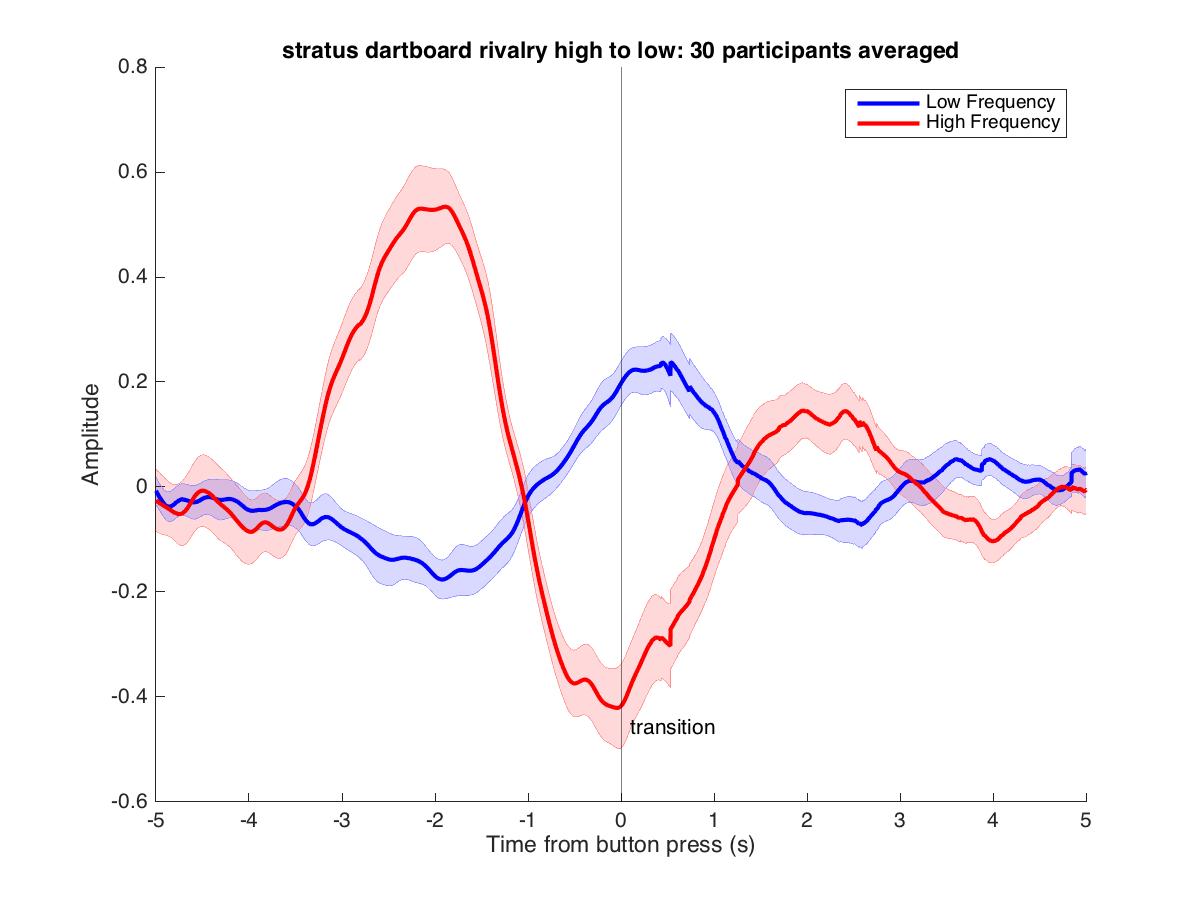 stratus dartboard rivalry high to low: 30 participants averaged
0.8
0.6
0.4
0.2
0
-0.2
-0.4
-0.6
Amplitude
Low Frequency
High Frequency
transition
-5 -4 -3 -2 -1 0 1 2 3 4 5
Time from button press (s)